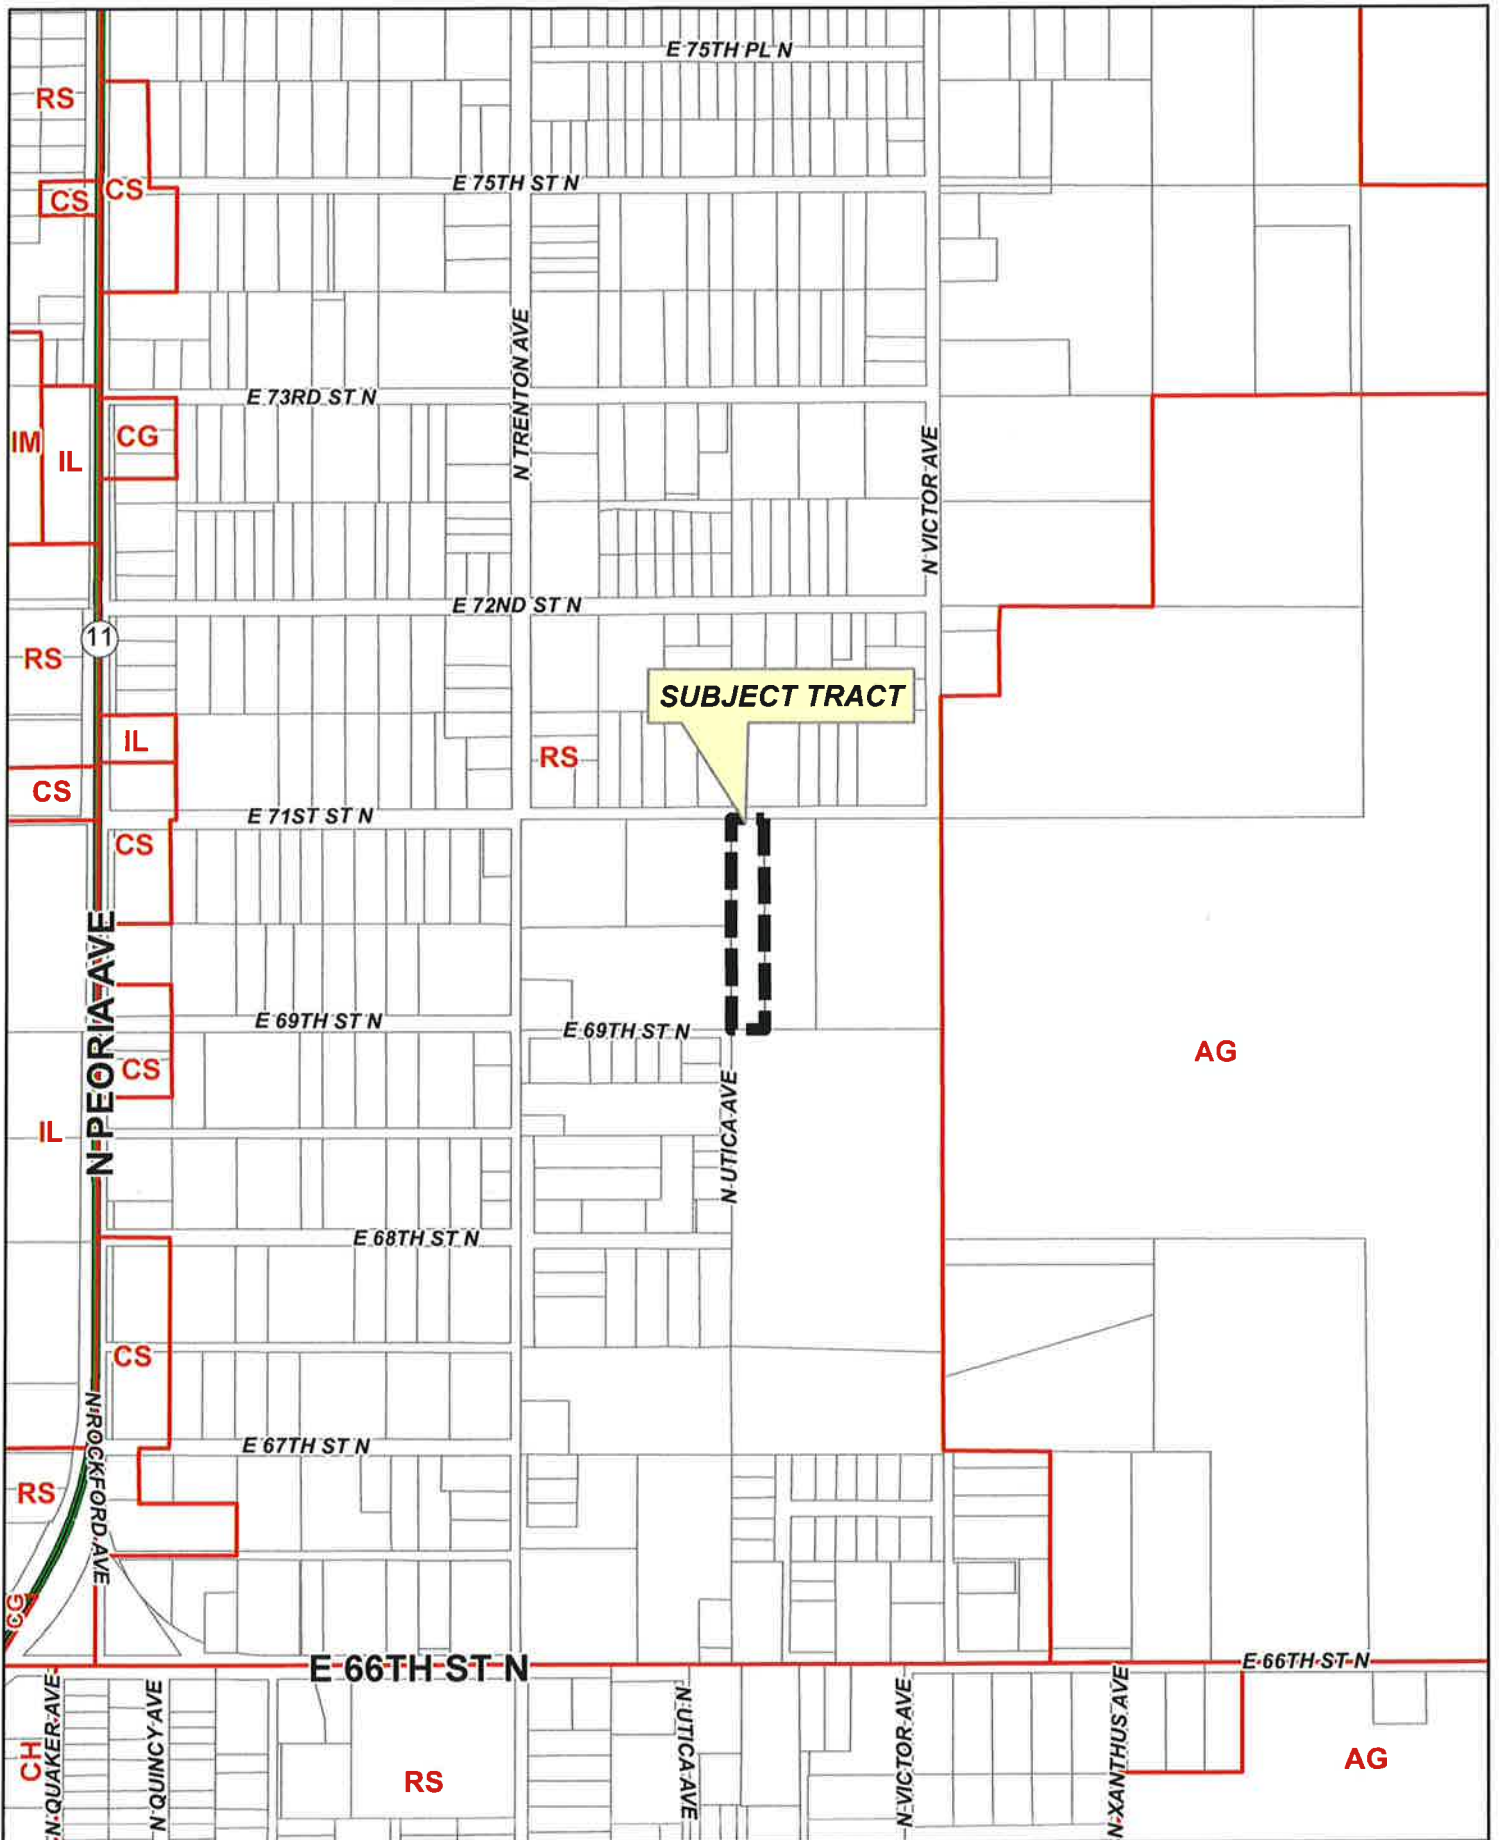 E 75TH PL N
RS
CS
CS
E 75TH ST N
N TRENTON AVE
E 73RD ST N
CG
IM
IL
N VICTOR AVE
E 72ND ST N
11
RS
SUBJECT TRACT
IL
RS
CS
E 71ST ST N
CS
N PEORIA AVE
E 69TH ST N
E 69TH ST N
AG
CS
N UTICA AVE
IL
E 68TH ST N
CS
N ROCKFORD AVE
E 67TH ST N
RS
CG
E 66TH ST N
E 66TH ST N
CH
N QUAKER AVE
N QUINCY AVE
RS
N UTICA AVE
N VICTOR AVE
N XANTHUS AVE
AG